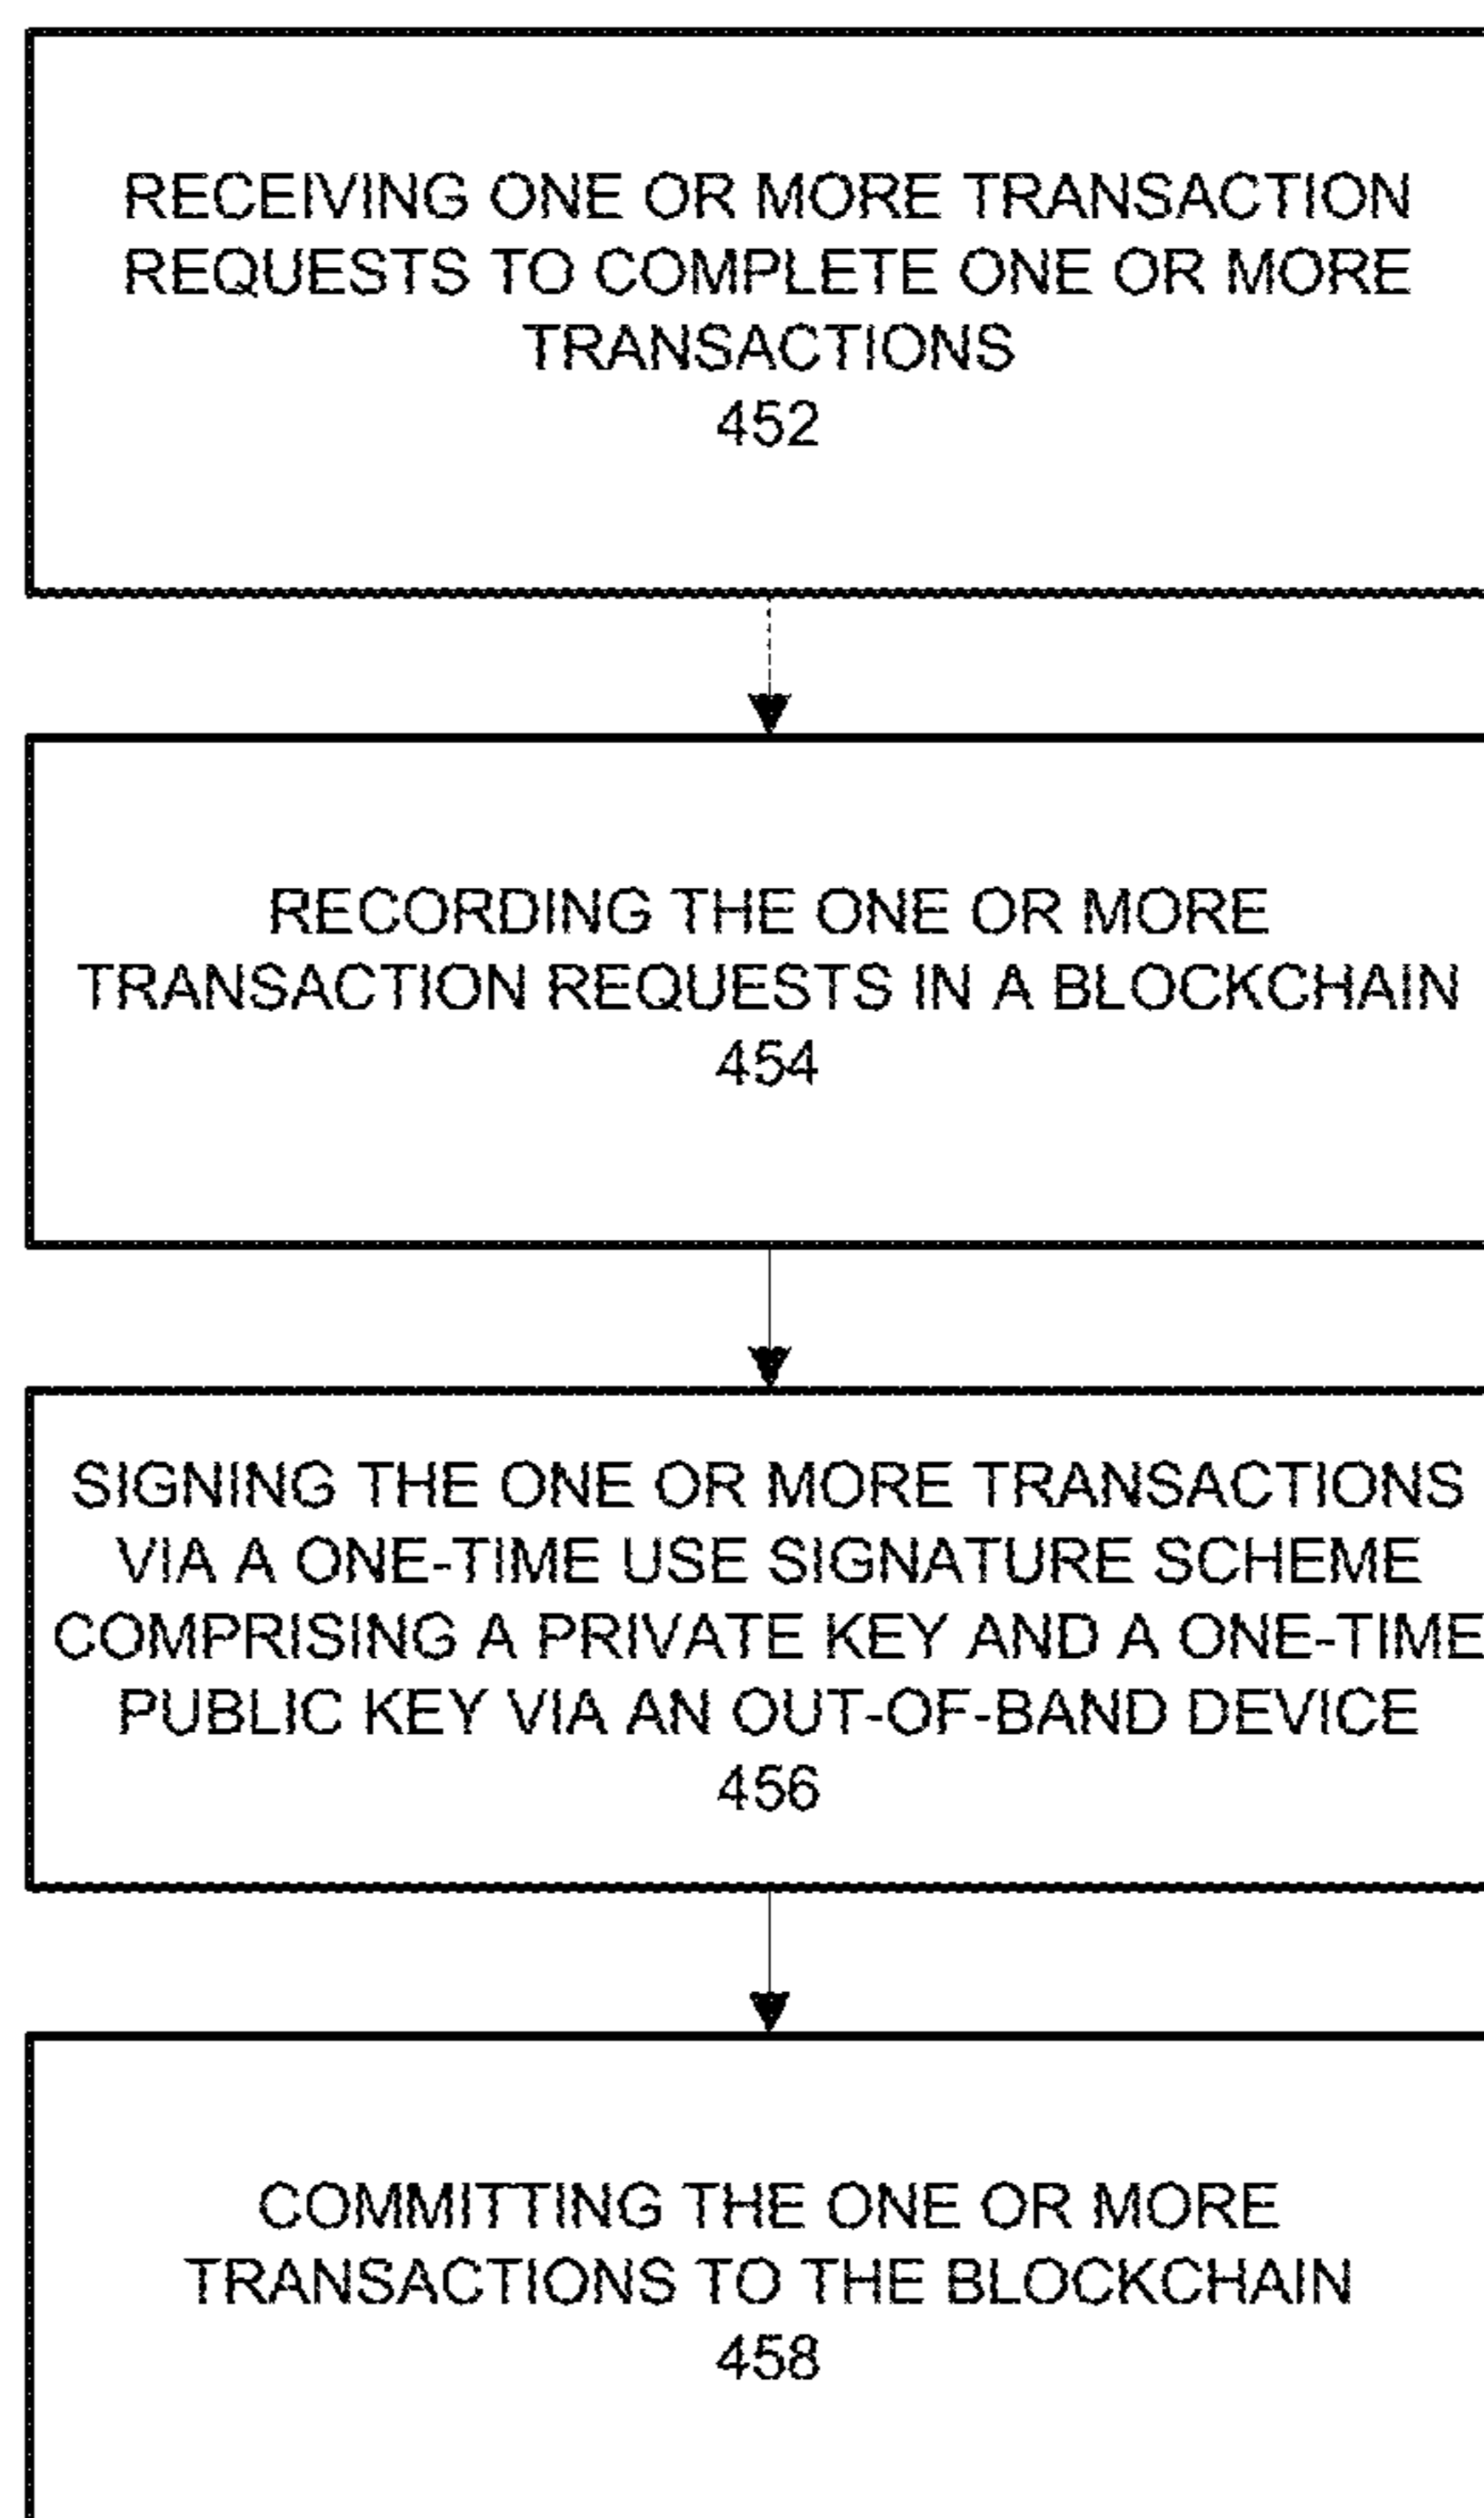 RECEIVING ONE OR MORE TRANSACTION
REQUESTS TO COMPLETE ONE OR MORE
TRANSACTIONS
452
RECORDING THE ONE OR MORE
TRANSACTION REQUESTS IN A BLOCKCHAIN
454
SIGNING THE ONE OR MORE TRANSACTIONS
VIA A ONE-TIME USE SIGNATURE SCHEME
COMPRISING A PRIVATE KEY AND A ONE-TIME
PUBLIC KEY VIA AN OUT-OF-BAND DEVICE
456
COMMITTING THE ONE OR MORE
TRANSACTIONS TO THE BLOCKCHAIN
458